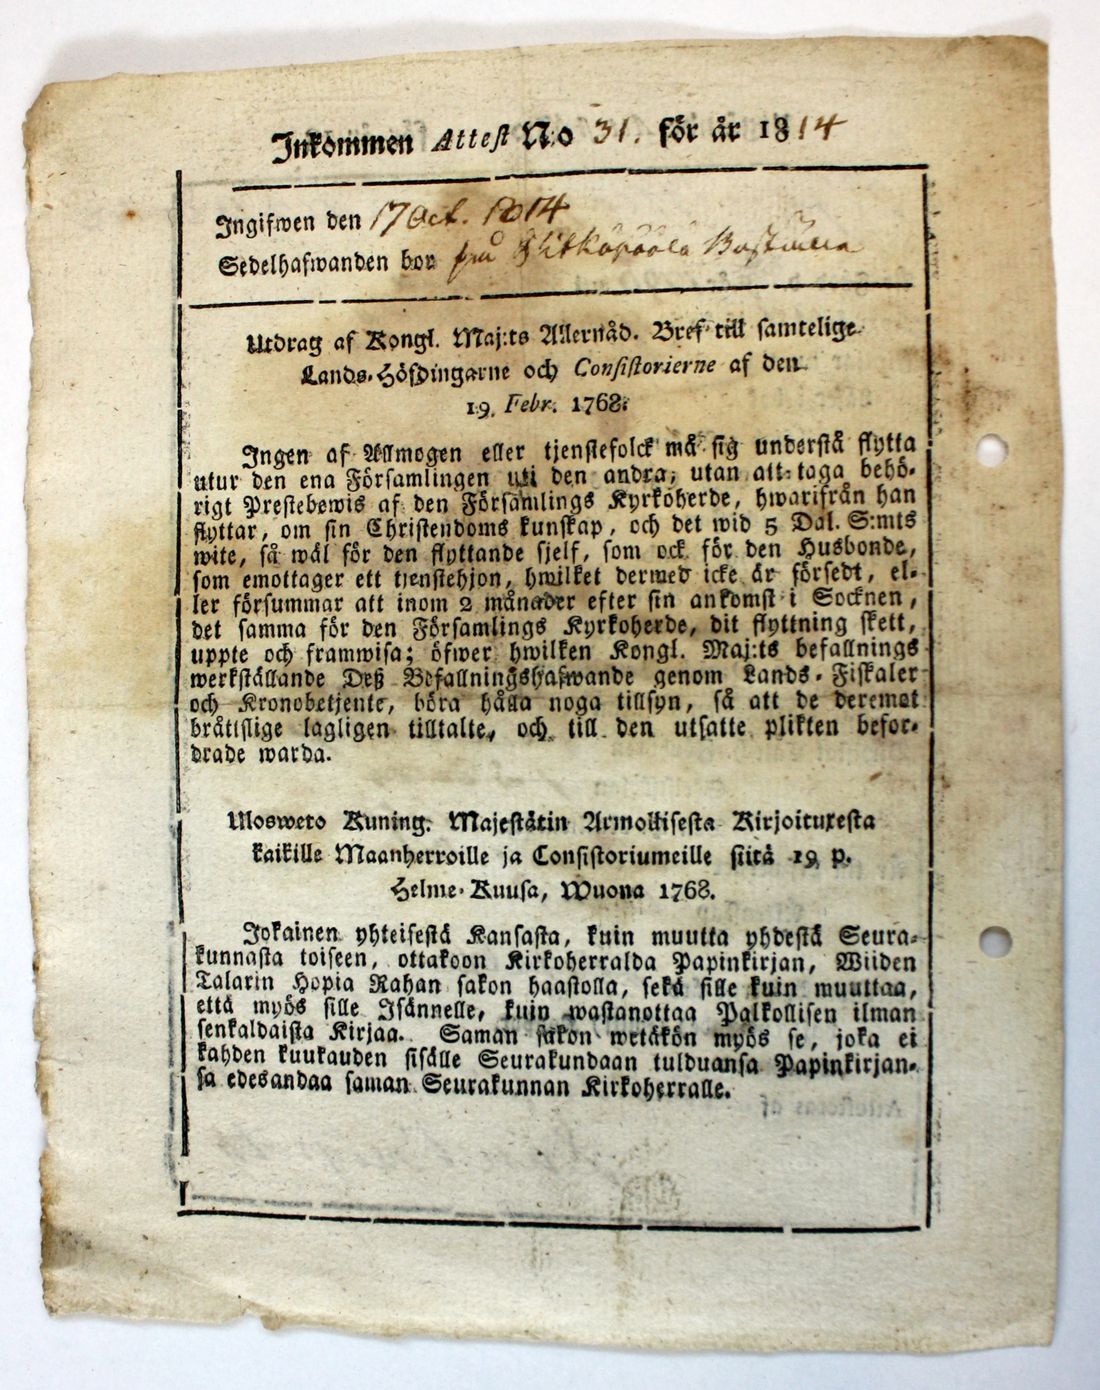 Inkommen Attest No 31. för år 1814
Ingifwen den 17 Oct. 1814
Sedelhafwanden bor
Utdrag af Kongl. Maj:ts Allernåd. Bref till samtelige
Lands-Höfdingarne och Consistorierne af den
19. Febr. 1768.
Ingen af Allmogen eller tjenstefolck må sig understå flytta
utur den ena Församlingen uti den andra, utan att taga behö-
rigt Prestebewis af den Församlings Kyrkoherde, hwarifrån han
flyttar, om sin Christendoms kunskap, och det wid 5 Dal. S:mts
wite, så wäl för den flyttande sjelf, som ock för den Husbonde,
som emottager ett tjenstehjon, hwilket dermed icke är försedt, el-
ler försummar att inom 2 månader efter sin ankomst i Socknen,
det samma för den Församlings Kyrkoherde, dit flyttning skett,
uppte och framwisa; öfwer hwilken Kongl. Maj:ts befallnings
werkställande Deß Befallningshafwande genom Lands-Fiskaler
och Kronobetjente, böra hålla noga tillsyn, så att de deremot
bråttslige lagligen tilltalte, och till den utsatte plikten befor-
drade warda.
Ulosweto Kuning. Majestätin Armollisesta Kirjoituxesta
kaikille Maanherroille ja Consistoriumeille siitä 19 p.
Helme-Kuusa, Wuona 1768.
Jokainen yhteisestä Kansasta, kuin muutta yhdestä Seura-
kunnasta toiseen, ottakoon Kirkoherralda Papinkirjan, Wiiden
Talarin Hopia Rahan sakon haastolla, sekä sille kuin muuttaa,
että myös sille Isännelle, kuin wastanottaa Palkollisen ilman
senkaldaista Kirjaa. Saman sakon wetäkön myös se, joka ei
kahden kuukauden sisälle Seurakundaan tulduansa Papinkirjan-
sa edesandaa saman Seurakunnan Kirkoherralle.